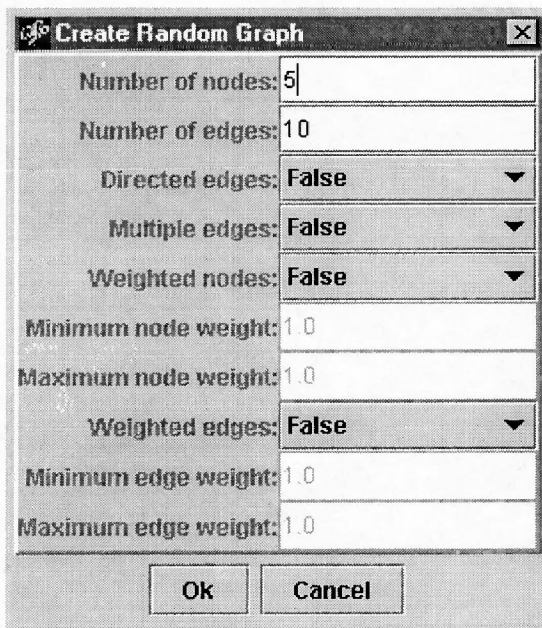 Create Random Graph
Number of nodes: 5
Number of edges: 10
Directed edges: False
Multiple edges: False
Weighted nodes: False
Minimum node weight: 1.0
Maximum node weight: 1.0
Weighted edges: False
Minimum edge weight: 1.0
Maximum edge weight: 1.0
Ok Cancel